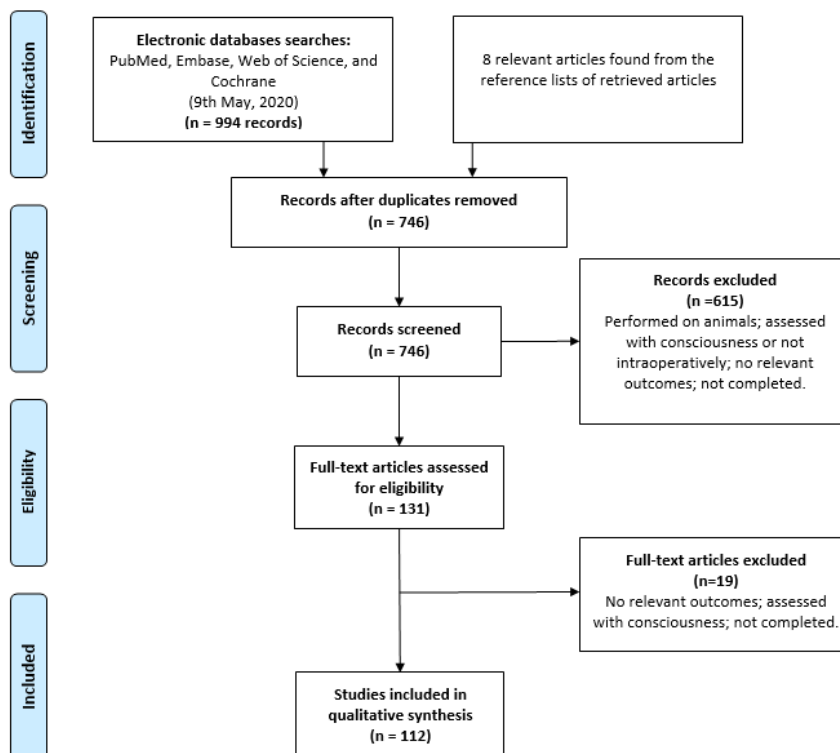 Identification
Electronic databases searches:
PubMed, Embase, Web of Science, and
Cochrane
(9th May, 2020)
(n = 994 records)
8 relevant articles found from the
reference lists of retrieved articles
Records after duplicates removed
(n = 746)
Screening
Records screened
(n = 746)
Records excluded
(n =615)
Performed on animals; assessed
with consciousness or not
intraoperatively; no relevant
outcomes; not completed.
Eligibility
Full-text articles assessed
for eligibility
(n = 131)
Full-text articles excluded
(n=19)
No relevant outcomes; assessed
with consciousness; not completed.
Included
Studies included in
qualitative synthesis
(n = 112)